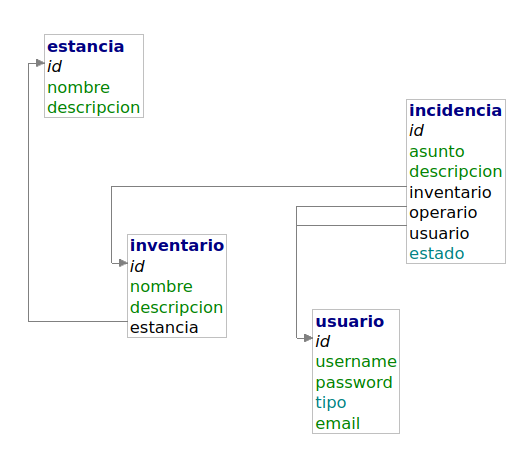 estancia
id
nombre
descripcion
incidencia
id
asunto
descripcion
inventario
operario
usuario
estado
inventario
id
nombre
descripcion
estancia
usuario
id
username
password
tipo
email